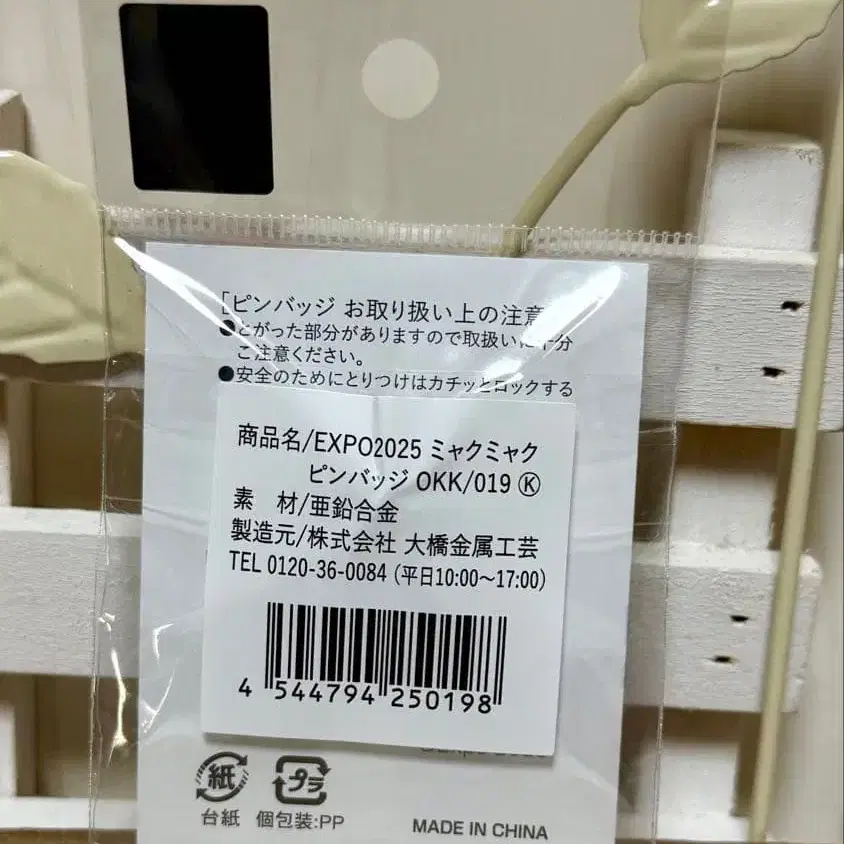 「ピンバッジ お取り扱い上の注意
●とがった部分がありますので取扱いに十分
ご注意ください。
●安全のためにとりつけはカチッとロックする
商品名/EXPO2025 ミャクミャク
ピンバッジ OKK/019 Ⓚ
素 材/亜鉛合金
製造元/株式会社 大橋金属工芸
TEL 0120-36-0084 (平日10:00～17:00)
4 544794 250198
紙 プラ
台紙 個包装:PP
MADE IN CHINA